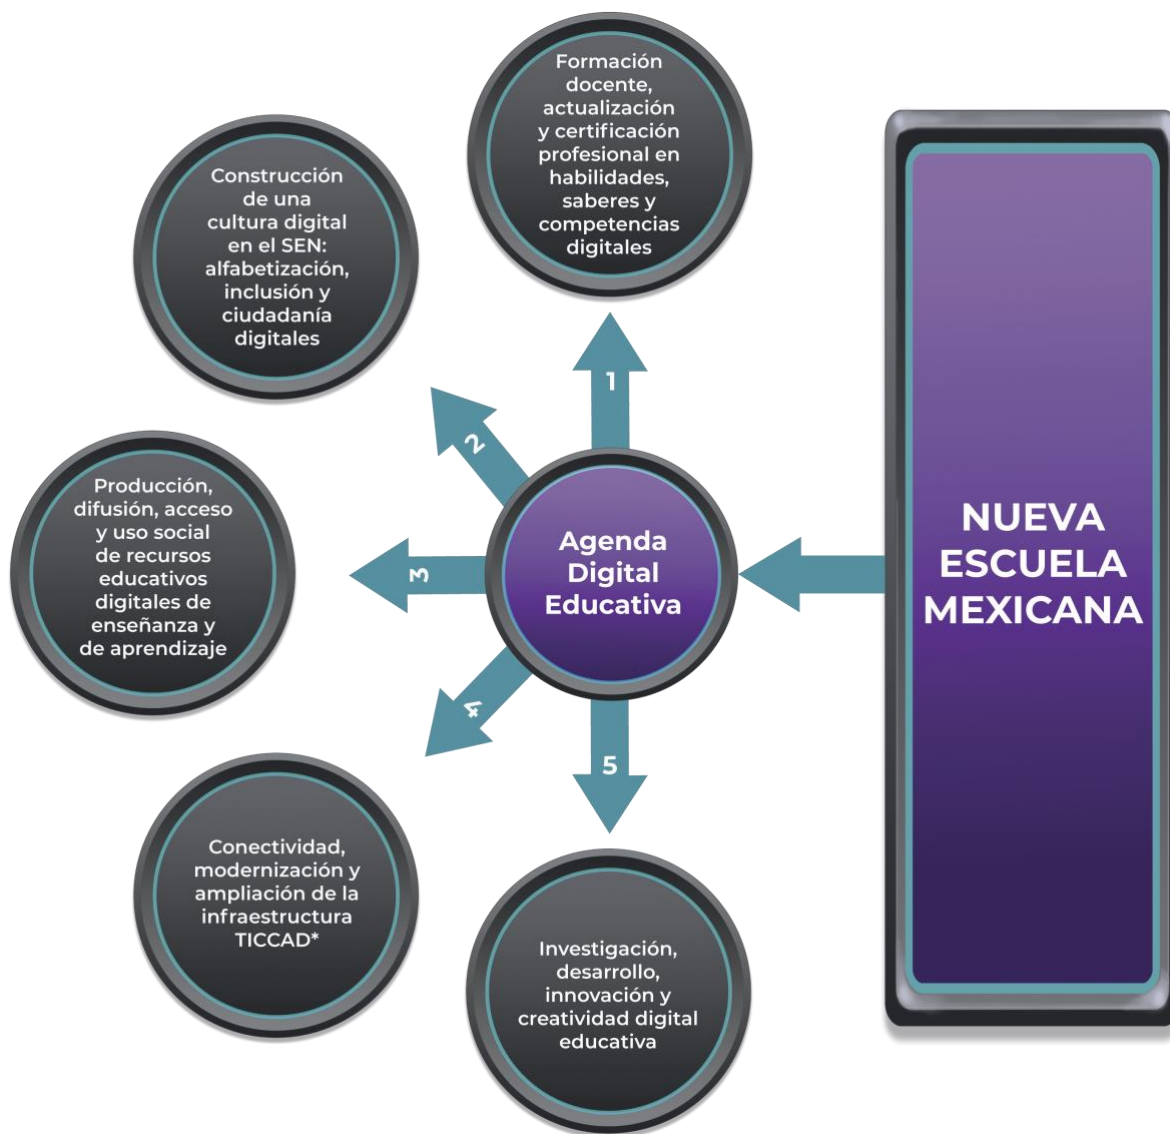 Formación
docente,
actualización
y certificación
profesional en
habilidades,
saberes y
competencias
digitales
Construcción
de una
cultura digital
en el SEN:
alfabetización,
inclusión y
ciudadanía
digitales
Producción,
difusión, acceso
y uso social
de recursos
educativos
digitales de
enseñanza y
de aprendizaje
Conectividad,
modernización y
ampliación de la
infraestructura
TICCAD*
Investigación,
desarrollo,
innovación y
creatividad digital
educativa
1
2
3
4
5
Agenda
Digital
Educativa
NUEVA
ESCUELA
MEXICANA